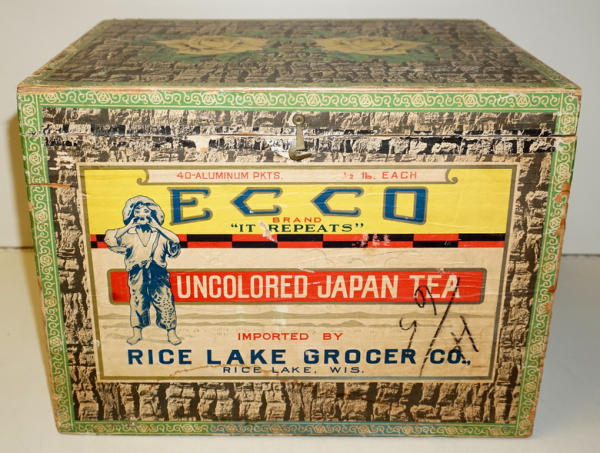 40-ALUMINUM PKTS. ½ lb. EACH
ECCO
BRAND
"IT REPEATS"
UNCOLORED-JAPAN TEA
IMPORTED BY
RICE LAKE GROCER CO.,
RICE LAKE, WIS.